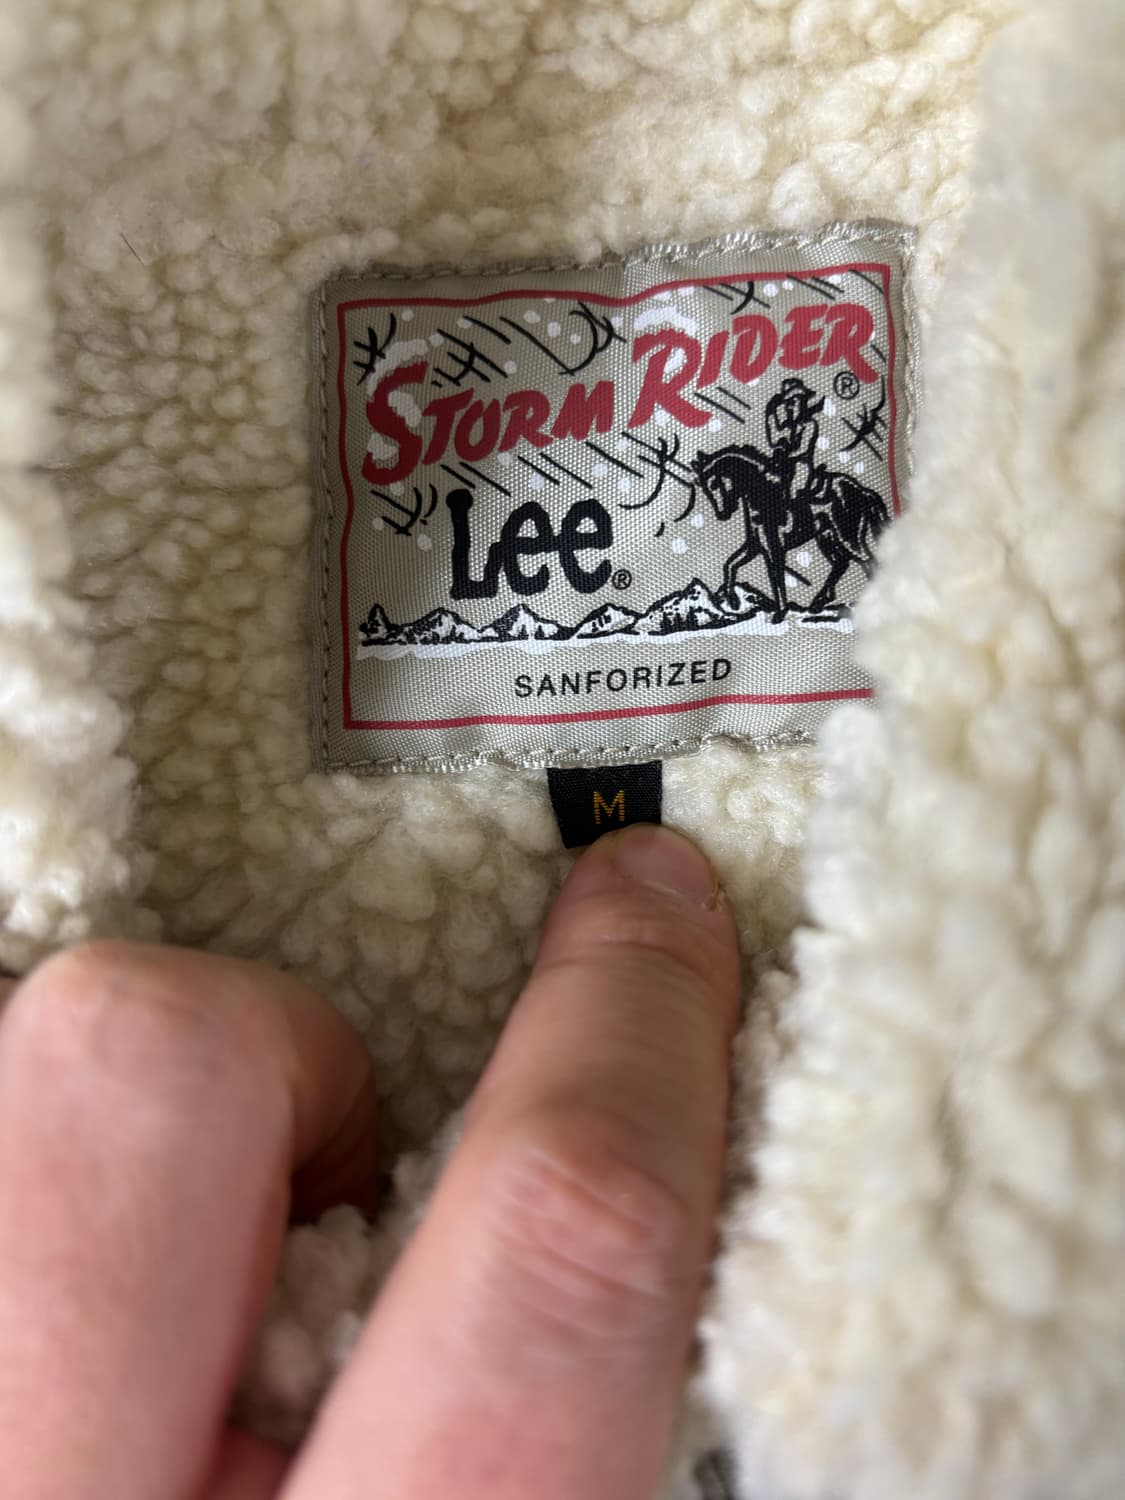 STORM RIDER ®
Lee ®
SANFORIZED
M